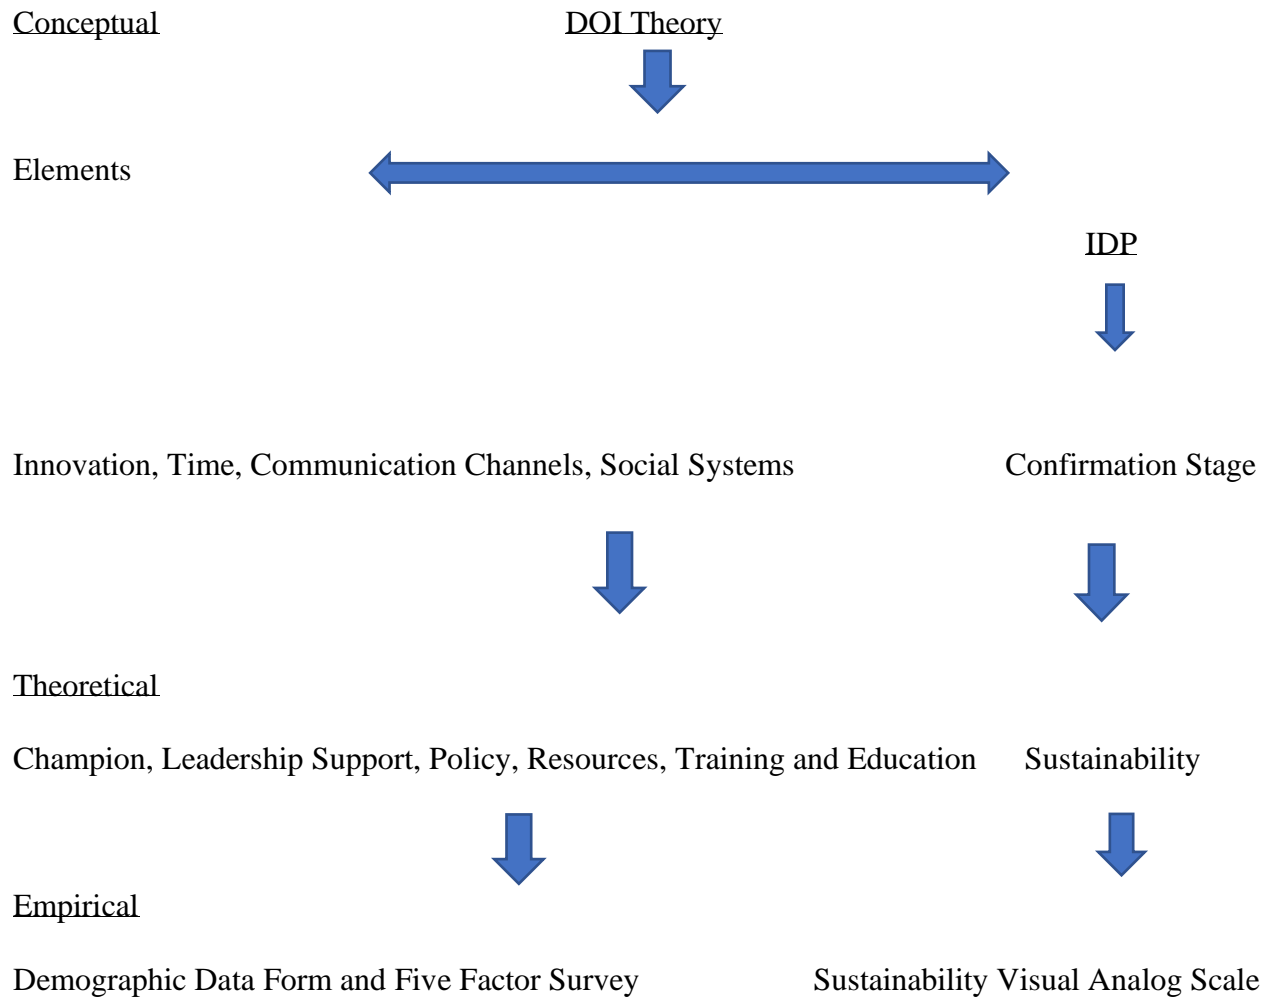 Conceptual DOI Theory
Elements
IDP
Innovation, Time, Communication Channels, Social Systems Confirmation Stage
Theoretical
Champion, Leadership Support, Policy, Resources, Training and Education Sustainability
Empirical
Demographic Data Form and Five Factor Survey Sustainability Visual Analog Scale